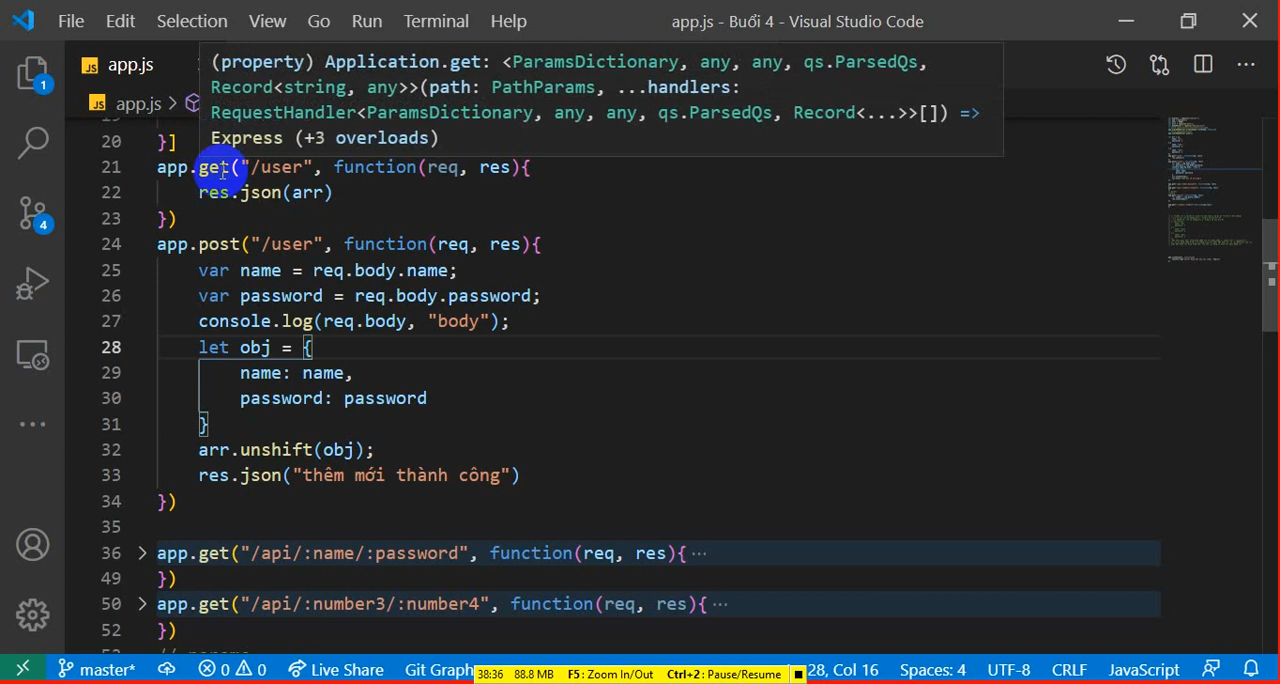 File Edit Selection View Go Run Terminal Help app.js - Buổi 4 - Visual Studio Code
JS app.js
JS app.js >
(property) Application.get: <ParamsDictionary, any, any, qs.ParsedQs,
Record<string, any>>(path: PathParams, ...handlers:
RequestHandler<ParamsDictionary, any, any, qs.ParsedQs, Record<...>>[]) =>
Express (+3 overloads)
1
4
20 }]
21 app.get("/user", function(req, res){
22 res.json(arr)
23 })
24 app.post("/user", function(req, res){
25 var name = req.body.name;
26 var password = req.body.password;
27 console.log(req.body, "body");
28 let obj = {
29 name: name,
30 password: password
31 }
32 arr.unshift(obj);
33 res.json("thêm mới thành công")
34 })
35
36 > app.get("/api/:name/:password", function(req, res){ ...
49 })
50 > app.get("/api/:number3/:number4", function(req, res){ ...
52 })
master* 0 0 Live Share Git Graph 28, Col 16 Spaces: 4 UTF-8 CRLF JavaScript
38:36 88.8 MB F5: Zoom In/Out Ctrl+2 : Pause/Resume